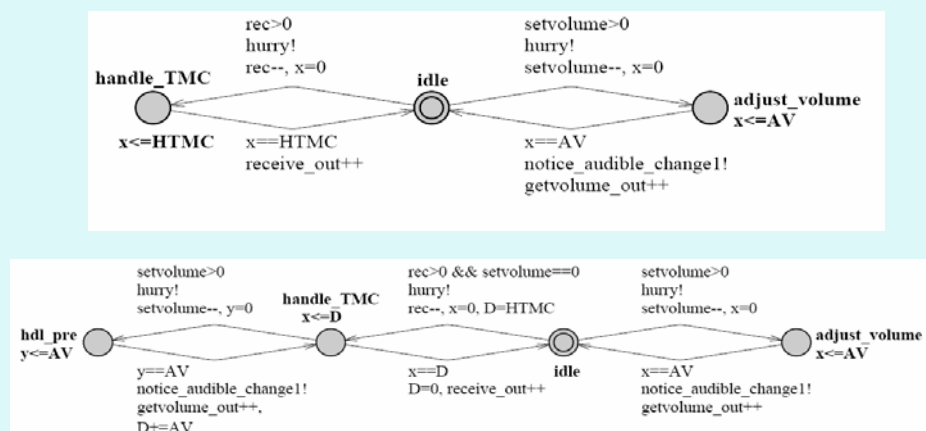 rec>0
hurry!
rec--, x=0
setvolume>0
hurry!
setvolume--, x=0
handle_TMC
idle
adjust_volume
x<=AV
x<=HTMC
x==HTMC
receive_out++
x==AV
notice_audible_change1!
getvolume_out++
setvolume>0
hurry!
setvolume--, y=0
rec>0 && setvolume==0
hurry!
rec--, x=0, D=HTMC
setvolume>0
hurry!
setvolume--, x=0
handle_TMC
x<=D
hdl_pre
y<=AV
adjust_volume
x<=AV
idle
y==AV
notice_audible_change1!
getvolume_out++,
D+=AV
x==D
D=0, receive_out++
x==AV
notice_audible_change1!
getvolume_out++